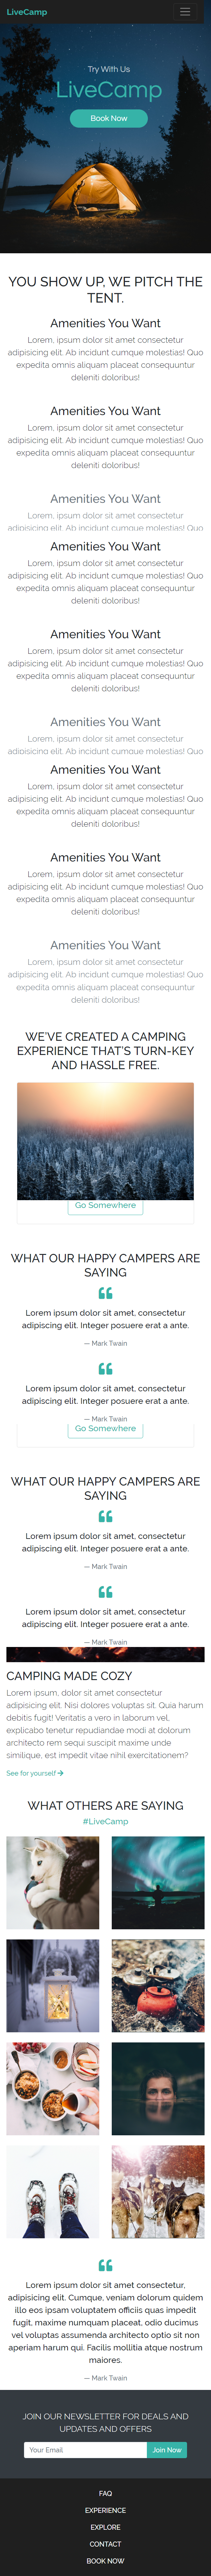 LiveCamp
Try With Us
LiveCamp
Book Now
YOU SHOW UP, WE PITCH THE
TENT.
Amenities You Want
Lorem, ipsum dolor sit amet consectetur
adipisicing elit. Ab incidunt cumque molestias! Quo
expedita omnis aliquam placeat consequuntur
deleniti doloribus!
Amenities You Want
Lorem, ipsum dolor sit amet consectetur
adipisicing elit. Ab incidunt cumque molestias! Quo
expedita omnis aliquam placeat consequuntur
deleniti doloribus!
Amenities You Want
Lorem, ipsum dolor sit amet consectetur
adipisicing elit. Ab incidunt cumque molestias! Quo
Amenities You Want
Lorem, ipsum dolor sit amet consectetur
adipisicing elit. Ab incidunt cumque molestias! Quo
expedita omnis aliquam placeat consequuntur
deleniti doloribus!
Amenities You Want
Lorem, ipsum dolor sit amet consectetur
adipisicing elit. Ab incidunt cumque molestias! Quo
expedita omnis aliquam placeat consequuntur
deleniti doloribus!
Amenities You Want
Lorem, ipsum dolor sit amet consectetur
adipisicing elit. Ab incidunt cumque molestias! Quo
Amenities You Want
Lorem, ipsum dolor sit amet consectetur
adipisicing elit. Ab incidunt cumque molestias! Quo
expedita omnis aliquam placeat consequuntur
deleniti doloribus!
Amenities You Want
Lorem, ipsum dolor sit amet consectetur
adipisicing elit. Ab incidunt cumque molestias! Quo
expedita omnis aliquam placeat consequuntur
deleniti doloribus!
Amenities You Want
Lorem, ipsum dolor sit amet consectetur
adipisicing elit. Ab incidunt cumque molestias! Quo
expedita omnis aliquam placeat consequuntur
deleniti doloribus!
WE'VE CREATED A CAMPING
EXPERIENCE THAT'S TURN-KEY
AND HASSLE FREE.
Go Somewhere
WHAT OUR HAPPY CAMPERS ARE
SAYING
Lorem ipsum dolor sit amet, consectetur
adipiscing elit. Integer posuere erat a ante.
— Mark Twain
Lorem ipsum dolor sit amet, consectetur
adipiscing elit. Integer posuere erat a ante.
— Mark Twain
Go Somewhere
WHAT OUR HAPPY CAMPERS ARE
SAYING
Lorem ipsum dolor sit amet, consectetur
adipiscing elit. Integer posuere erat a ante.
— Mark Twain
Lorem ipsum dolor sit amet, consectetur
adipiscing elit. Integer posuere erat a ante.
— Mark Twain
CAMPING MADE COZY
Lorem ipsum, dolor sit amet consectetur
adipisicing elit. Nisi dolores voluptas sit. Quia harum
debitis fugit! Veritatis a vero in laborum vel,
explicabo tenetur repudiandae modi at dolorum
architecto rem sequi suscipit maxime unde
similique, est impedit vitae nihil exercitationem?
See for yourself
WHAT OTHERS ARE SAYING
#LiveCamp
Lorem ipsum dolor sit amet consectetur,
adipisicing elit. Cumque, veniam dolorum quidem
illo eos ipsam voluptatem officiis quas impedit
fugit, maxime numquam placeat, odio ducimus
vel voluptas assumenda architecto optio sit non
aperiam harum qui. Facilis mollitia atque nostrum
maiores.
— Mark Twain
JOIN OUR NEWSLETTER FOR DEALS AND
UPDATES AND OFFERS
Your Email
Join Now
FAQ
EXPERIENCE
EXPLORE
CONTACT
BOOK NOW